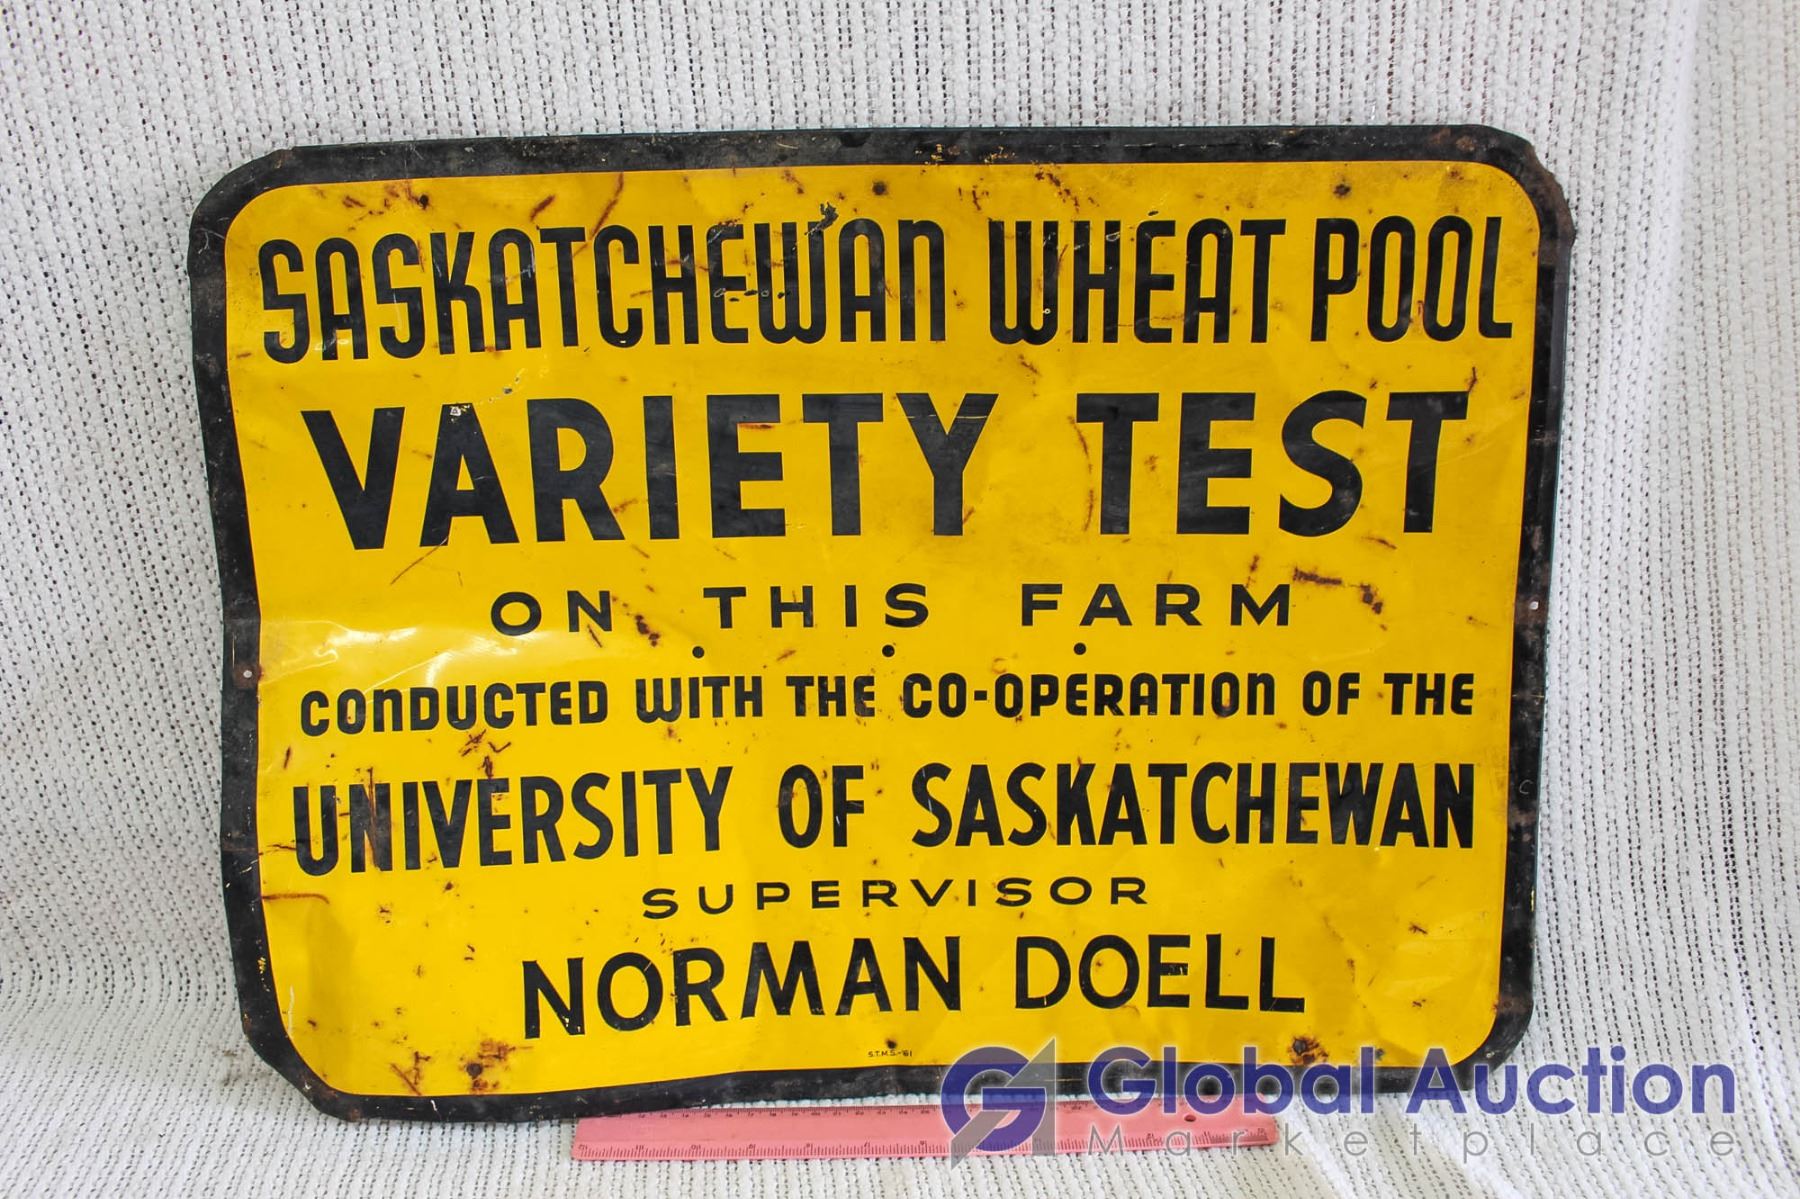 SASKATCHEWAN WHEAT POOL
VARIETY TEST
ON THIS FARM
CONDUCTED WITH THE CO-OPERATION OF THE
UNIVERSITY OF SASKATCHEWAN
SUPERVISOR
NORMAN DOELL
S.T.M.S.-'61
Global Auction
Marketplace